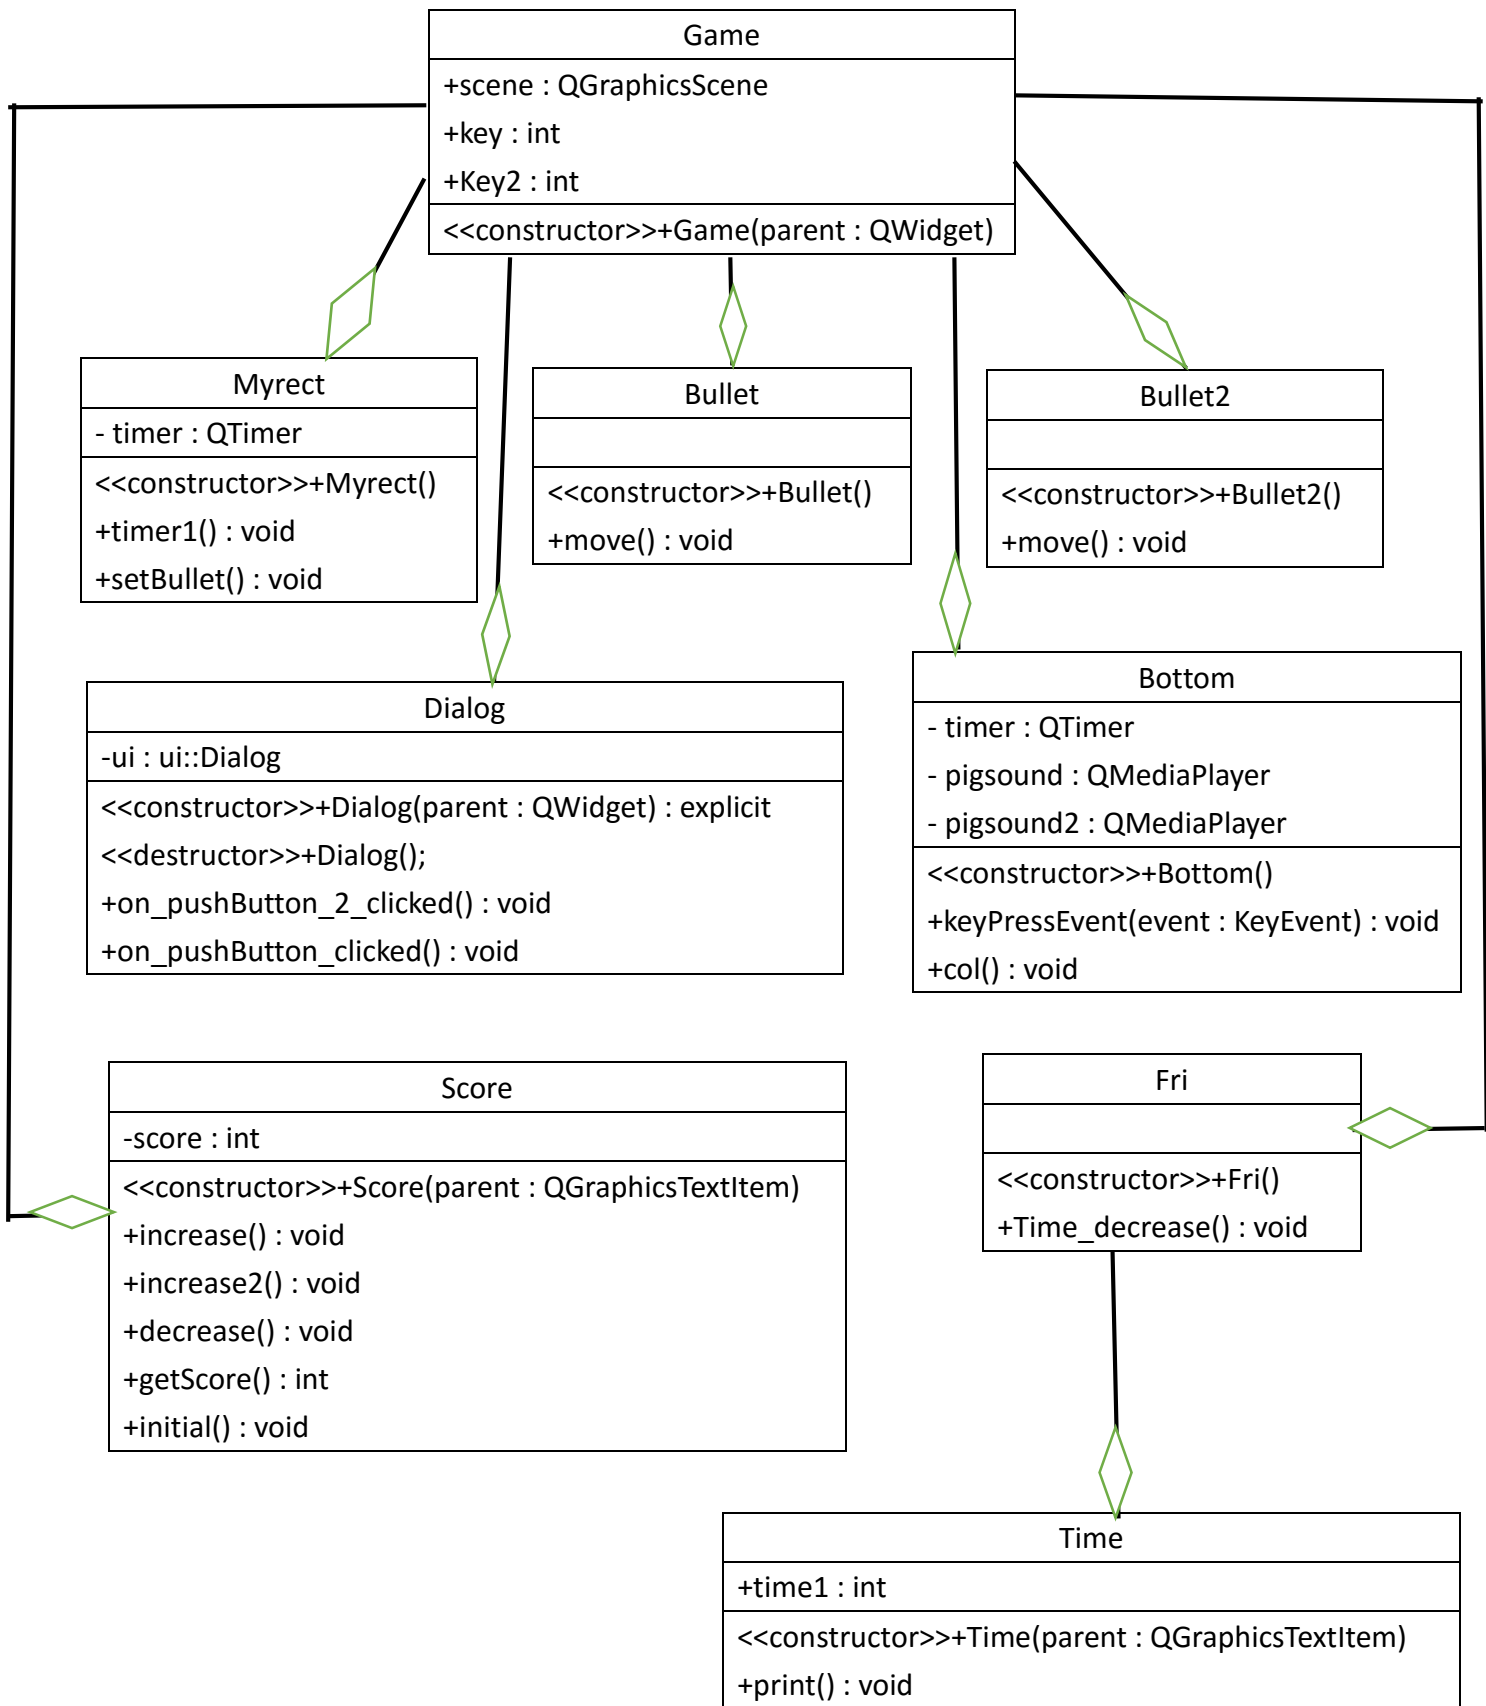 Game
+scene : QGraphicsScene
+key : int
+Key2 : int
<<constructor>>+Game(parent : QWidget)
Myrect
- timer : QTimer
<<constructor>>+Myrect()
+timer1() : void
+setBullet() : void
Bullet
<<constructor>>+Bullet()
+move() : void
Bullet2
<<constructor>>+Bullet2()
+move() : void
Dialog
-ui : ui::Dialog
<<constructor>>+Dialog(parent : QWidget) : explicit
<<destructor>>+Dialog();
+on_pushButton_2_clicked() : void
+on_pushButton_clicked() : void
Bottom
- timer : QTimer
- pigsound : QMediaPlayer
- pigsound2 : QMediaPlayer
<<constructor>>+Bottom()
+keyPressEvent(event : KeyEvent) : void
+col() : void
Score
-score : int
<<constructor>>+Score(parent : QGraphicsTextItem)
+increase() : void
+increase2() : void
+decrease() : void
+getScore() : int
+initial() : void
Fri
<<constructor>>+Fri()
+Time_decrease() : void
Time
+time1 : int
<<constructor>>+Time(parent : QGraphicsTextItem)
+print() : void